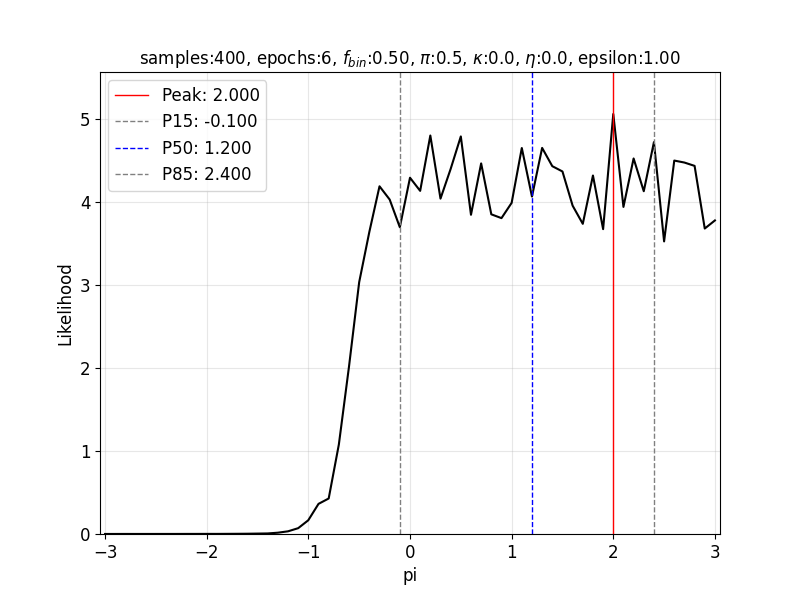 samples:400, epochs:6, f_bin:0.50, π:0.5, κ:0.0, η:0.0, epsilon:1.00
Peak: 2.000
P15: -0.100
P50: 1.200
P85: 2.400
Likelihood
5
4
3
2
1
0
−3 −2 −1 0 1 2 3
pi